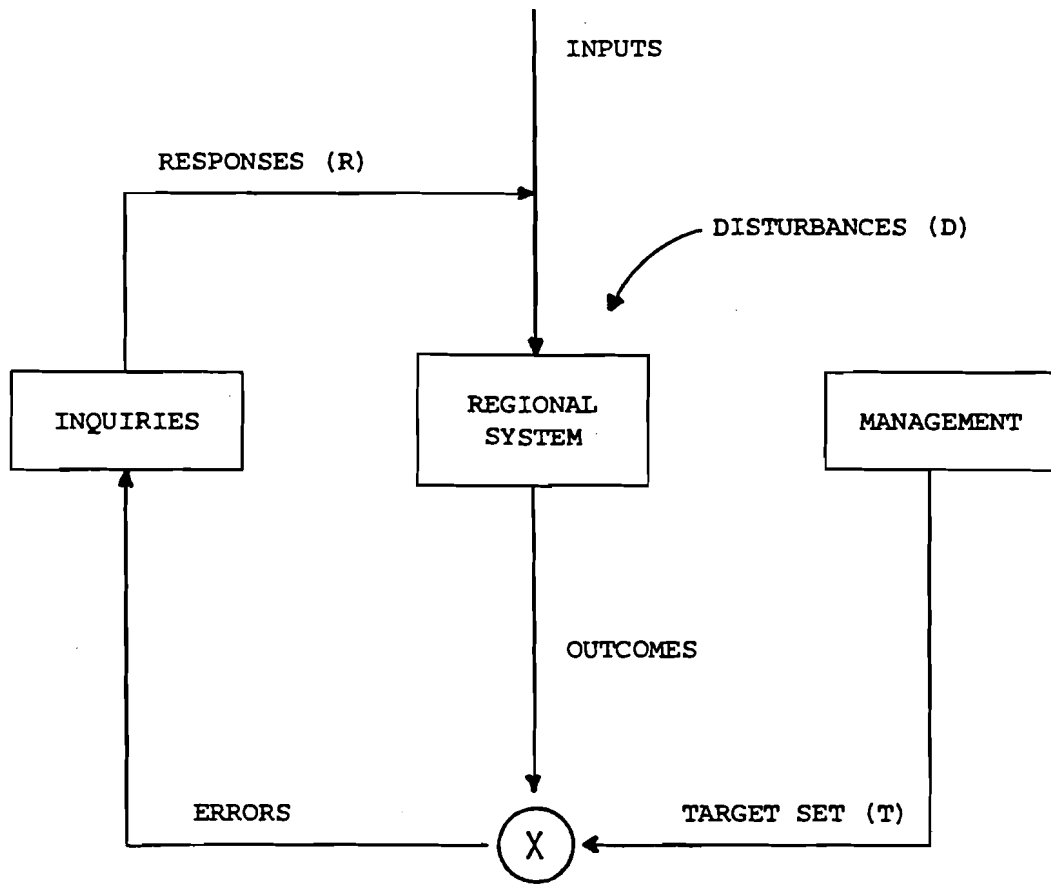 INPUTS
RESPONSES (R)
DISTURBANCES (D)
INQUIRIES
REGIONAL
SYSTEM
MANAGEMENT
OUTCOMES
ERRORS
TARGET SET (T)
X